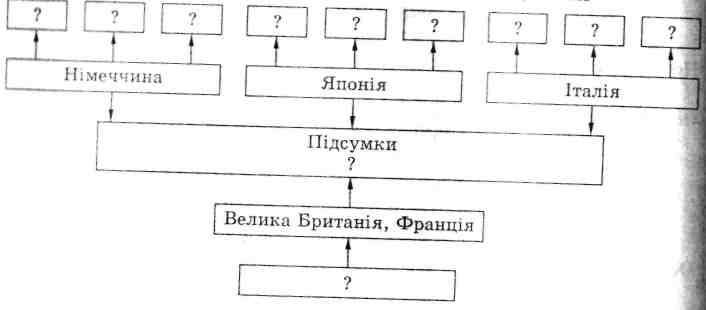 ? ? ? ? ? ? ? ? ?
Німеччина Японія Італія
Підсумки
?
Велика Британія, Франція
?